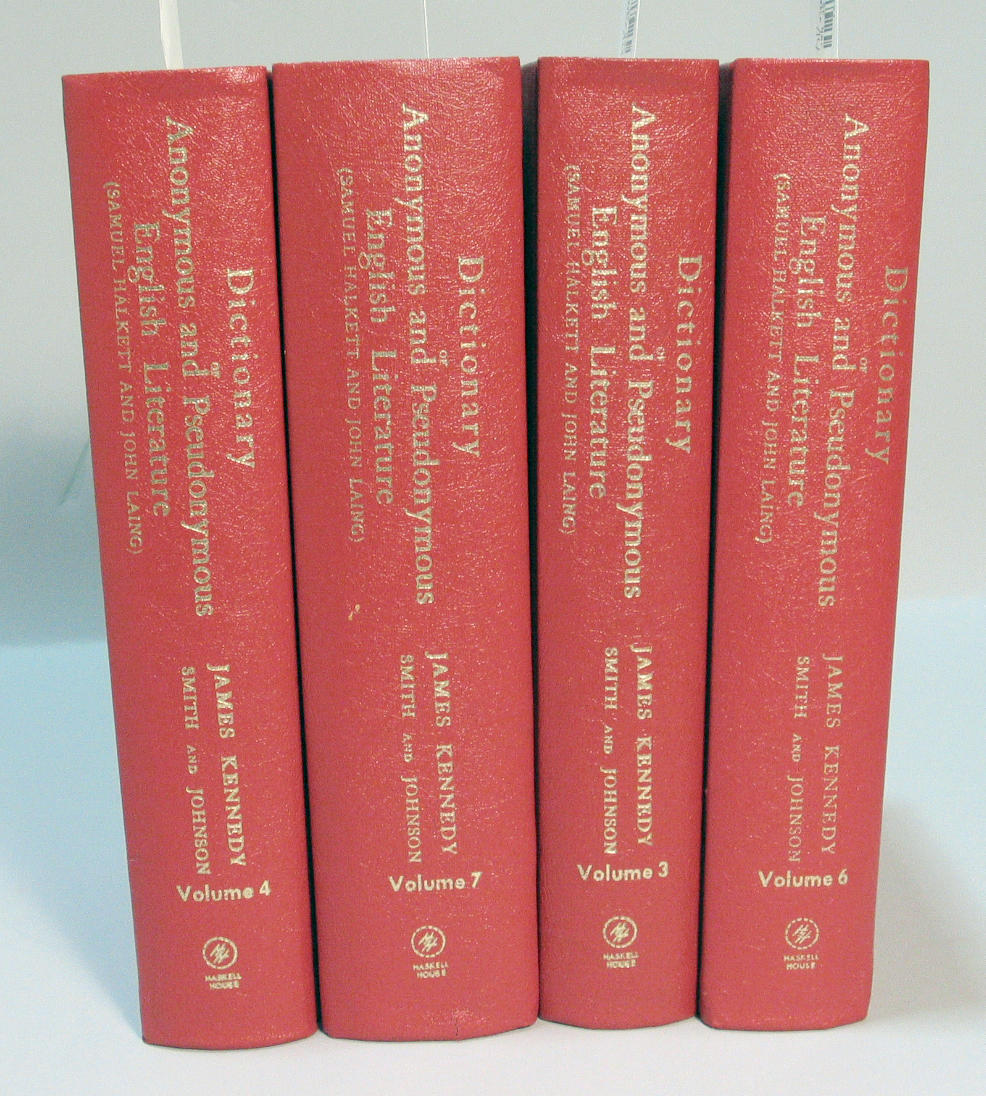 Dictionary
OF
Anonymous and Pseudonymous
English Literature
(SAMUEL HALKETT AND JOHN LAING)
JAMES KENNEDY
SMITH AND JOHNSON
Volume 4
HASKELL
HOUSE
Dictionary
OF
Anonymous and Pseudonymous
English Literature
(SAMUEL HALKETT AND JOHN LAING)
JAMES KENNEDY
SMITH AND JOHNSON
Volume 7
HASKELL
HOUSE
Dictionary
OF
Anonymous and Pseudonymous
English Literature
(SAMUEL HALKETT AND JOHN LAING)
JAMES KENNEDY
SMITH AND JOHNSON
Volume 3
HASKELL
HOUSE
Dictionary
OF
Anonymous and Pseudonymous
English Literature
(SAMUEL HALKETT AND JOHN LAING)
JAMES KENNEDY
SMITH AND JOHNSON
Volume 6
HASKELL
HOUSE